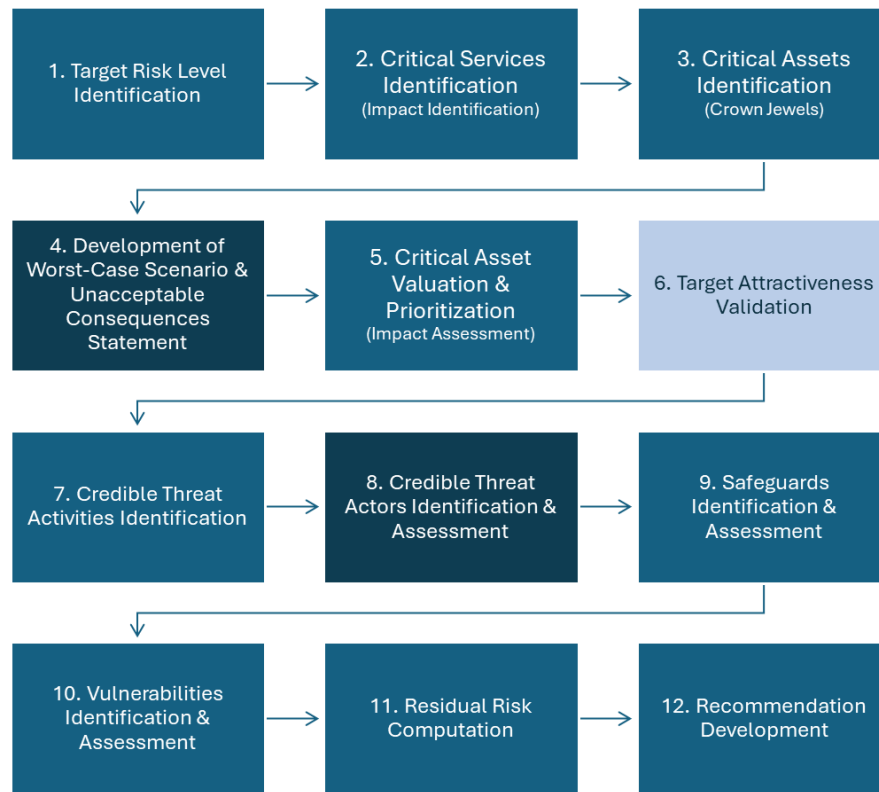 1. Target Risk Level
Identification
2. Critical Services
Identification
(Impact Identification)
3. Critical Assets
Identification
(Crown Jewels)
4. Development of
Worst-Case Scenario &
Unacceptable
Consequences
Statement
5. Critical Asset
Valuation &
Prioritization
(Impact Assessment)
6. Target Attractiveness
Validation
7. Credible Threat
Activities Identification
8. Credible Threat
Actors Identification &
Assessment
9. Safeguards
Identification &
Assessment
10. Vulnerabilities
Identification &
Assessment
11. Residual Risk
Computation
12. Recommendation
Development